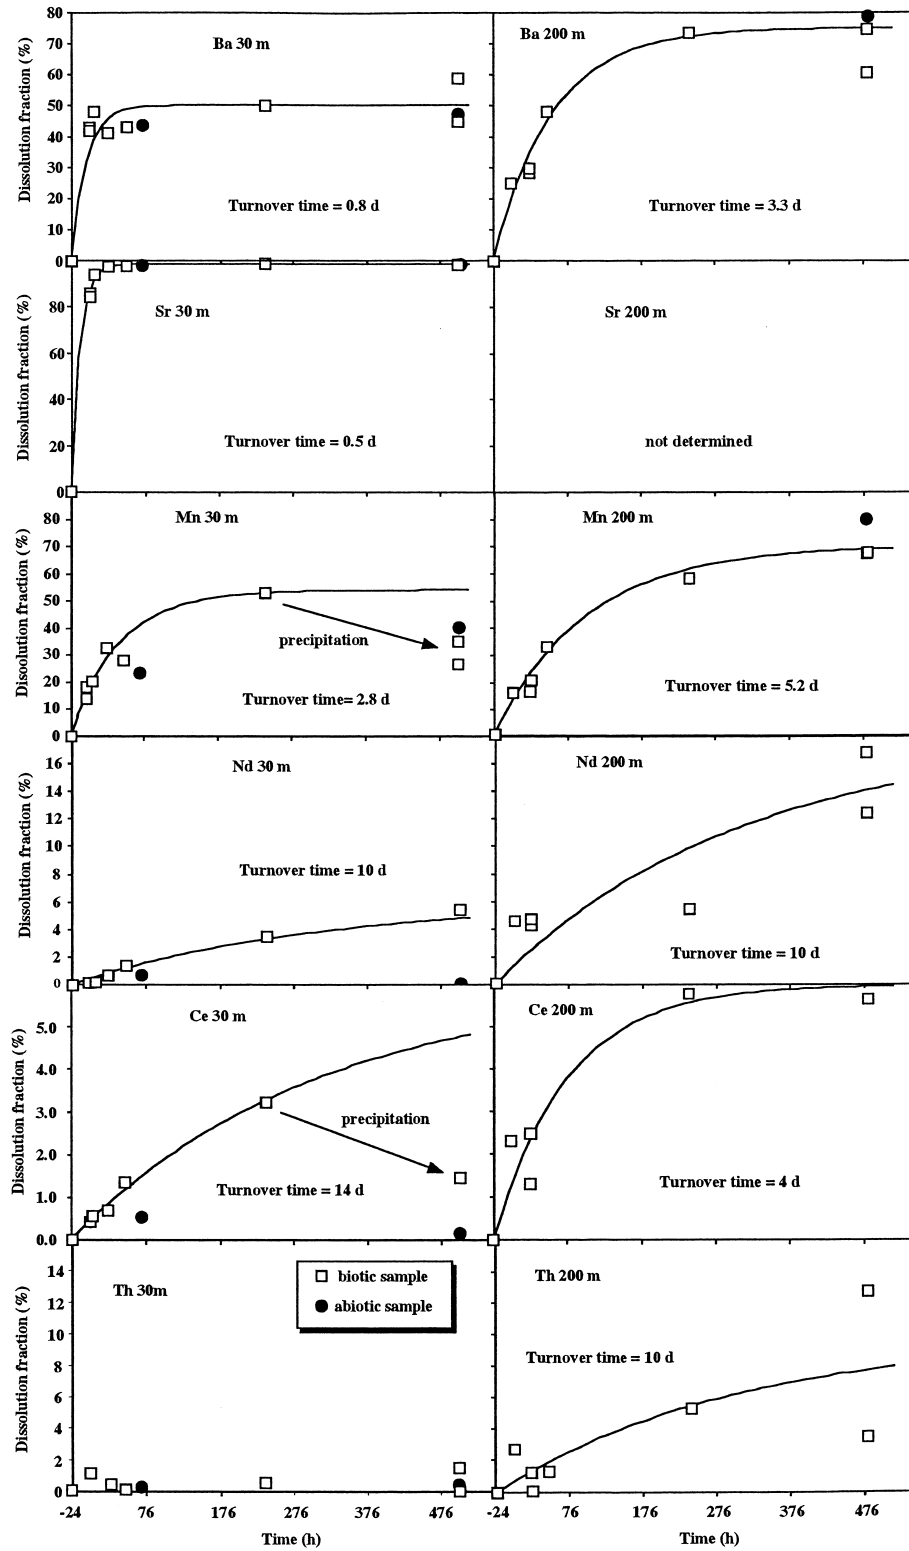 Dissolution fraction (%)
80
70
60
50
40
30
20
10
0
Ba 30 m
Turnover time = 0.8 d
Ba 200 m
Turnover time = 3.3 d
Dissolution fraction (%)
80
60
40
20
0
Sr 30 m
Turnover time = 0.5 d
Sr 200 m
not determined
Disoolution fraction (%)
80
70
60
50
40
30
20
10
0
Mn 30 m
precipitation
Turnover time= 2.8 d
Mn 200 m
Turnover time = 5.2 d
Dissolution fraction (%)
16
14
12
10
8
6
4
2
0
Nd 30 m
Turnover time = 10 d
Nd 200 m
Turnover time = 10 d
Dissolution fraction (%)
5.0
4.0
3.0
2.0
1.0
0.0
Ce 30 m
precipitation
Turnover time = 14 d
Ce 200 m
Turnover time = 4 d
Dissolution fraction (%)
14
12
10
8
6
4
2
0
Th 30m
biotic sample
abiotic sample
Th 200 m
Turnover time = 10 d
-24 76 176 276 376 476
Time (h)
-24 76 176 276 376 476
Time (h)